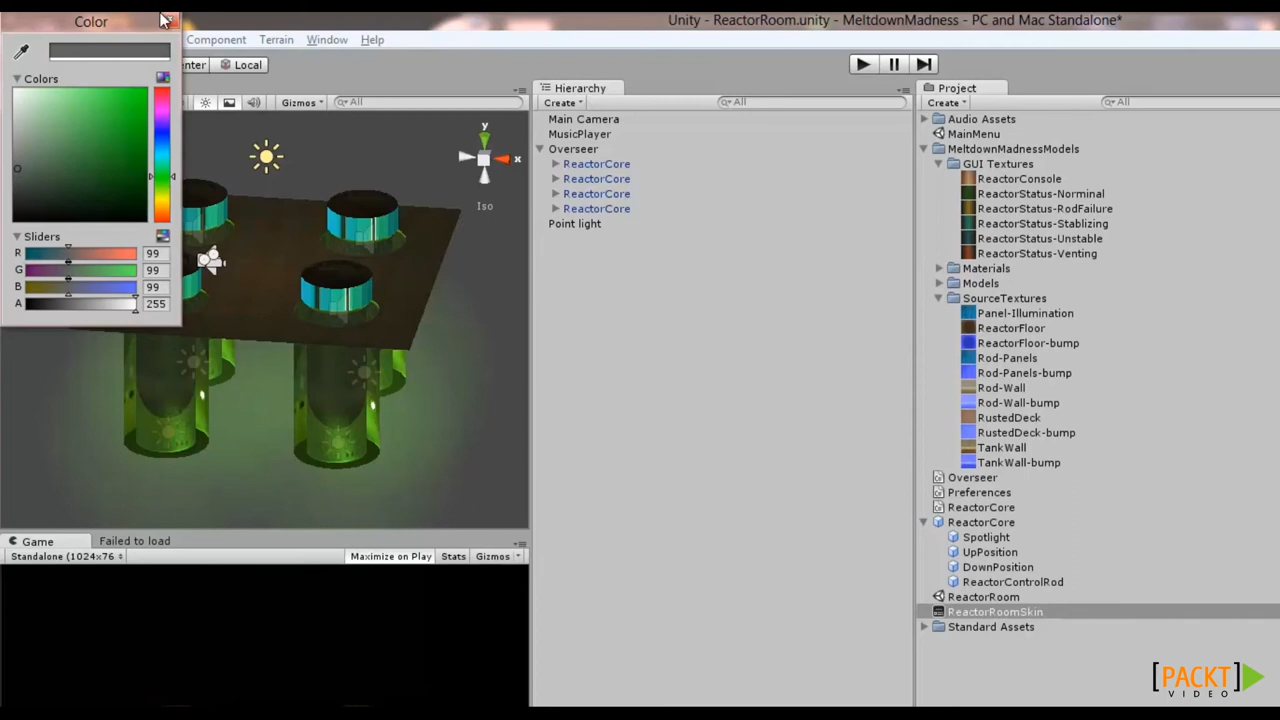 Color
Unity - ReactorRoom.unity - MeltdownMadness - PC and Mac Standalone*
Component Terrain Window Help
enter Local
Colors
Gizmos All
Hierarchy
Create All
Main Camera
MusicPlayer
Overseer
ReactorCore
ReactorCore
ReactorCore
ReactorCore
Point light
y
x
Iso
Sliders
R 99
G 99
B 99
A 255
Game Failed to load
Standalone (1024x76 Maximize on Play Stats Gizmos
Project
Create All
Audio Assets
MainMenu
MeltdownMadnessModels
GUI Textures
ReactorConsole
ReactorStatus-Norminal
ReactorStatus-RodFailure
ReactorStatus-Stablizing
ReactorStatus-Unstable
ReactorStatus-Venting
Materials
Models
SourceTextures
Panel-Illumination
ReactorFloor
ReactorFloor-bump
Rod-Panels
Rod-Panels-bump
Rod-Wall
Rod-Wall-bump
RustedDeck
RustedDeck-bump
TankWall
TankWall-bump
Overseer
Preferences
ReactorCore
ReactorCore
Spotlight
UpPosition
DownPosition
ReactorControlRod
ReactorRoom
ReactorRoomSkin
Standard Assets
[PACKT]
VIDEO